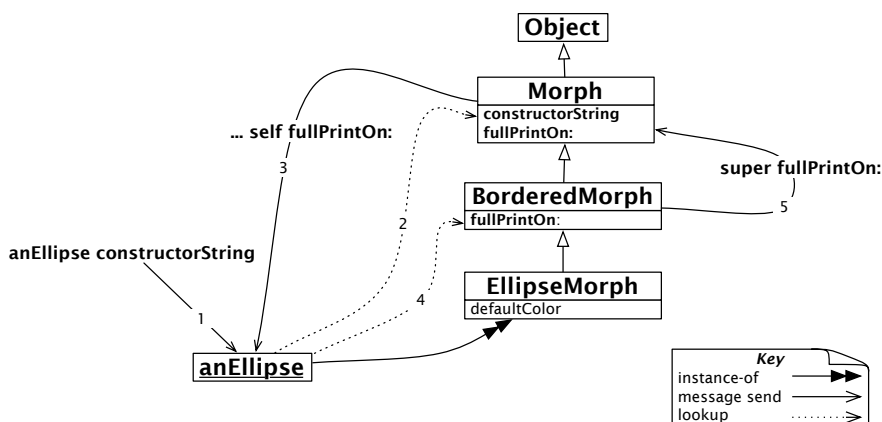 Object
Morph
constructorString
fullPrintOn:
... self fullPrintOn:
3
2
super fullPrintOn:
5
BorderedMorph
fullPrintOn:
anEllipse constructorString
4
EllipseMorph
defaultColor
1
anEllipse
Key
instance-of
message send
lookup